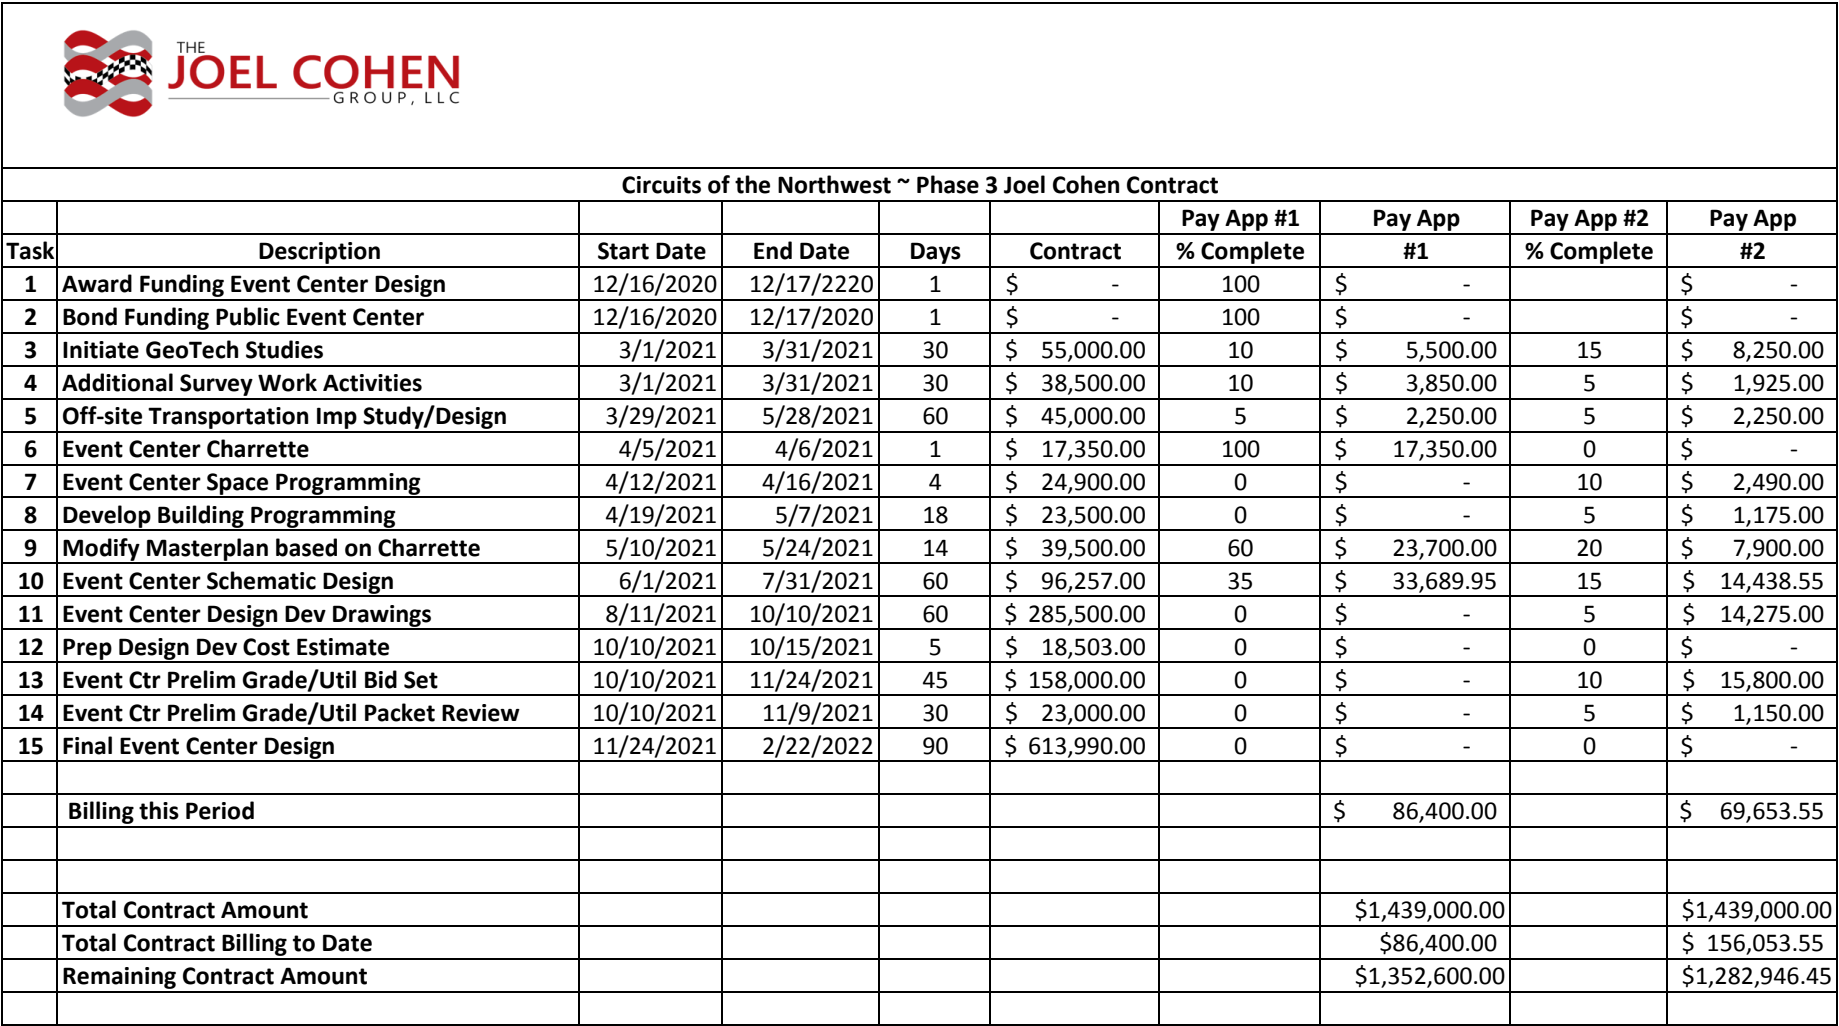 THE
JOEL COHEN
GROUP, LLC
Circuits of the Northwest ~ Phase 3 Joel Cohen Contract
Pay App #1 Pay App Pay App #2 Pay App
Task Description Start Date End Date Days Contract % Complete #1 % Complete #2
1 Award Funding Event Center Design 12/16/2020 12/17/2220 1 $ - 100 $ - $ -
2 Bond Funding Public Event Center 12/16/2020 12/17/2020 1 $ - 100 $ - $ -
3 Initiate GeoTech Studies 3/1/2021 3/31/2021 30 $ 55,000.00 10 $ 5,500.00 15 $ 8,250.00
4 Additional Survey Work Activities 3/1/2021 3/31/2021 30 $ 38,500.00 10 $ 3,850.00 5 $ 1,925.00
5 Off-site Transportation Imp Study/Design 3/29/2021 5/28/2021 60 $ 45,000.00 5 $ 2,250.00 5 $ 2,250.00
6 Event Center Charrette 4/5/2021 4/6/2021 1 $ 17,350.00 100 $ 17,350.00 0 $ -
7 Event Center Space Programming 4/12/2021 4/16/2021 4 $ 24,900.00 0 $ - 10 $ 2,490.00
8 Develop Building Programming 4/19/2021 5/7/2021 18 $ 23,500.00 0 $ - 5 $ 1,175.00
9 Modify Masterplan based on Charrette 5/10/2021 5/24/2021 14 $ 39,500.00 60 $ 23,700.00 20 $ 7,900.00
10 Event Center Schematic Design 6/1/2021 7/31/2021 60 $ 96,257.00 35 $ 33,689.95 15 $ 14,438.55
11 Event Center Design Dev Drawings 8/11/2021 10/10/2021 60 $ 285,500.00 0 $ - 5 $ 14,275.00
12 Prep Design Dev Cost Estimate 10/10/2021 10/15/2021 5 $ 18,503.00 0 $ - 0 $ -
13 Event Ctr Prelim Grade/Util Bid Set 10/10/2021 11/24/2021 45 $ 158,000.00 0 $ - 10 $ 15,800.00
14 Event Ctr Prelim Grade/Util Packet Review 10/10/2021 11/9/2021 30 $ 23,000.00 0 $ - 5 $ 1,150.00
15 Final Event Center Design 11/24/2021 2/22/2022 90 $ 613,990.00 0 $ - 0 $ -
Billing this Period $ 86,400.00 $ 69,653.55
Total Contract Amount $1,439,000.00 $1,439,000.00
Total Contract Billing to Date $86,400.00 $ 156,053.55
Remaining Contract Amount $1,352,600.00 $1,282,946.45